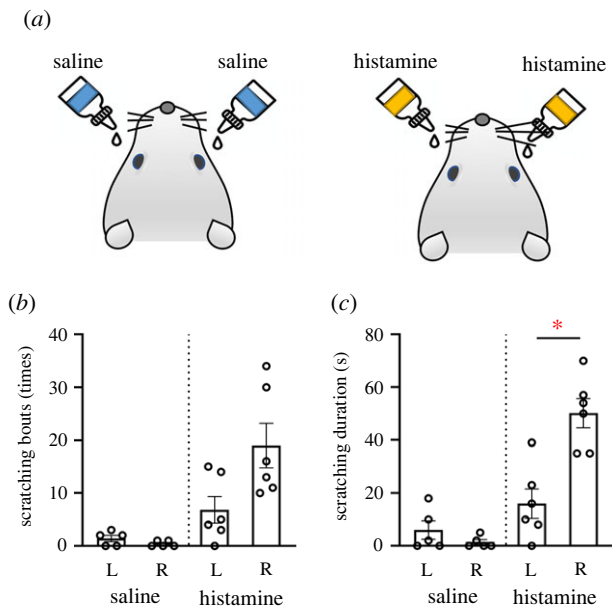 (a)
saline
saline
histamine
histamine
(b)
(c)
scratching bouts (times)
40
30
20
10
0
L
R
L
R
saline
histamine
scratching duration (s)
80
60
40
20
0
*
L
R
L
R
saline
histamine